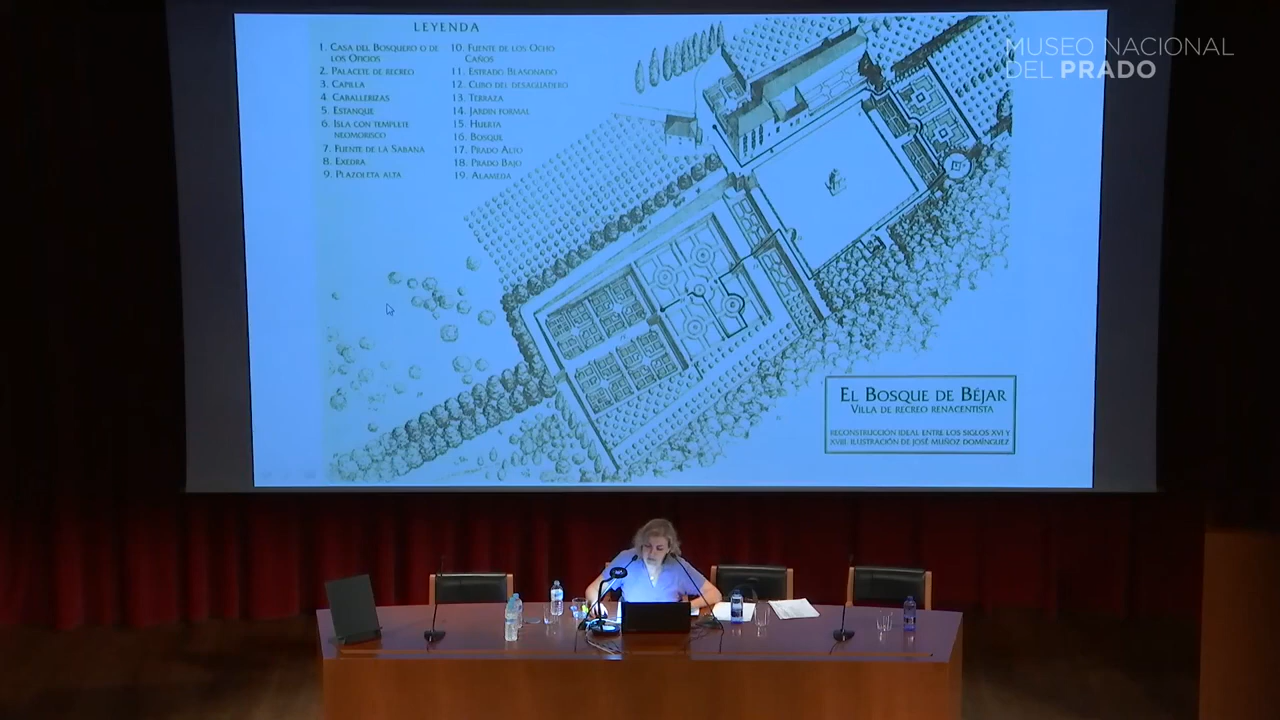 MUSEO NACIONAL
DEL PRADO
LEYENDA
1. CASA DEL BOSQUERO O DE
LOS OFICIOS
2. PALACETE DE RECREO
3. CAPILLA
4. CABALLERIZAS
5. ESTANQUE
6. ISLA CON TEMPLETE
NEOMORISCO
7. FUENTE DE LA SABANA
8. EXEDRA
9. PLAZOLETA ALTA
10. FUENTE DE LOS OCHO
CAÑOS
11. ESTRADO BLASONADO
12. CUBO DEL DESAGUADERO
13. TERRAZA
14. JARDIN FORMAL
15. HUERTA
16. BOSQUE
17. PRADO ALTO
18. PRADO BAJO
19. ALAMEDA
EL BOSQUE DE BÉJAR
VILLA DE RECREO RENACENTISTA
RECONSTRUCCIÓN IDEAL ENTRE LOS SIGLOS XVI Y
XVIII. ILUSTRACIÓN DE JOSÉ MUÑOZ DOMÍNGUEZ